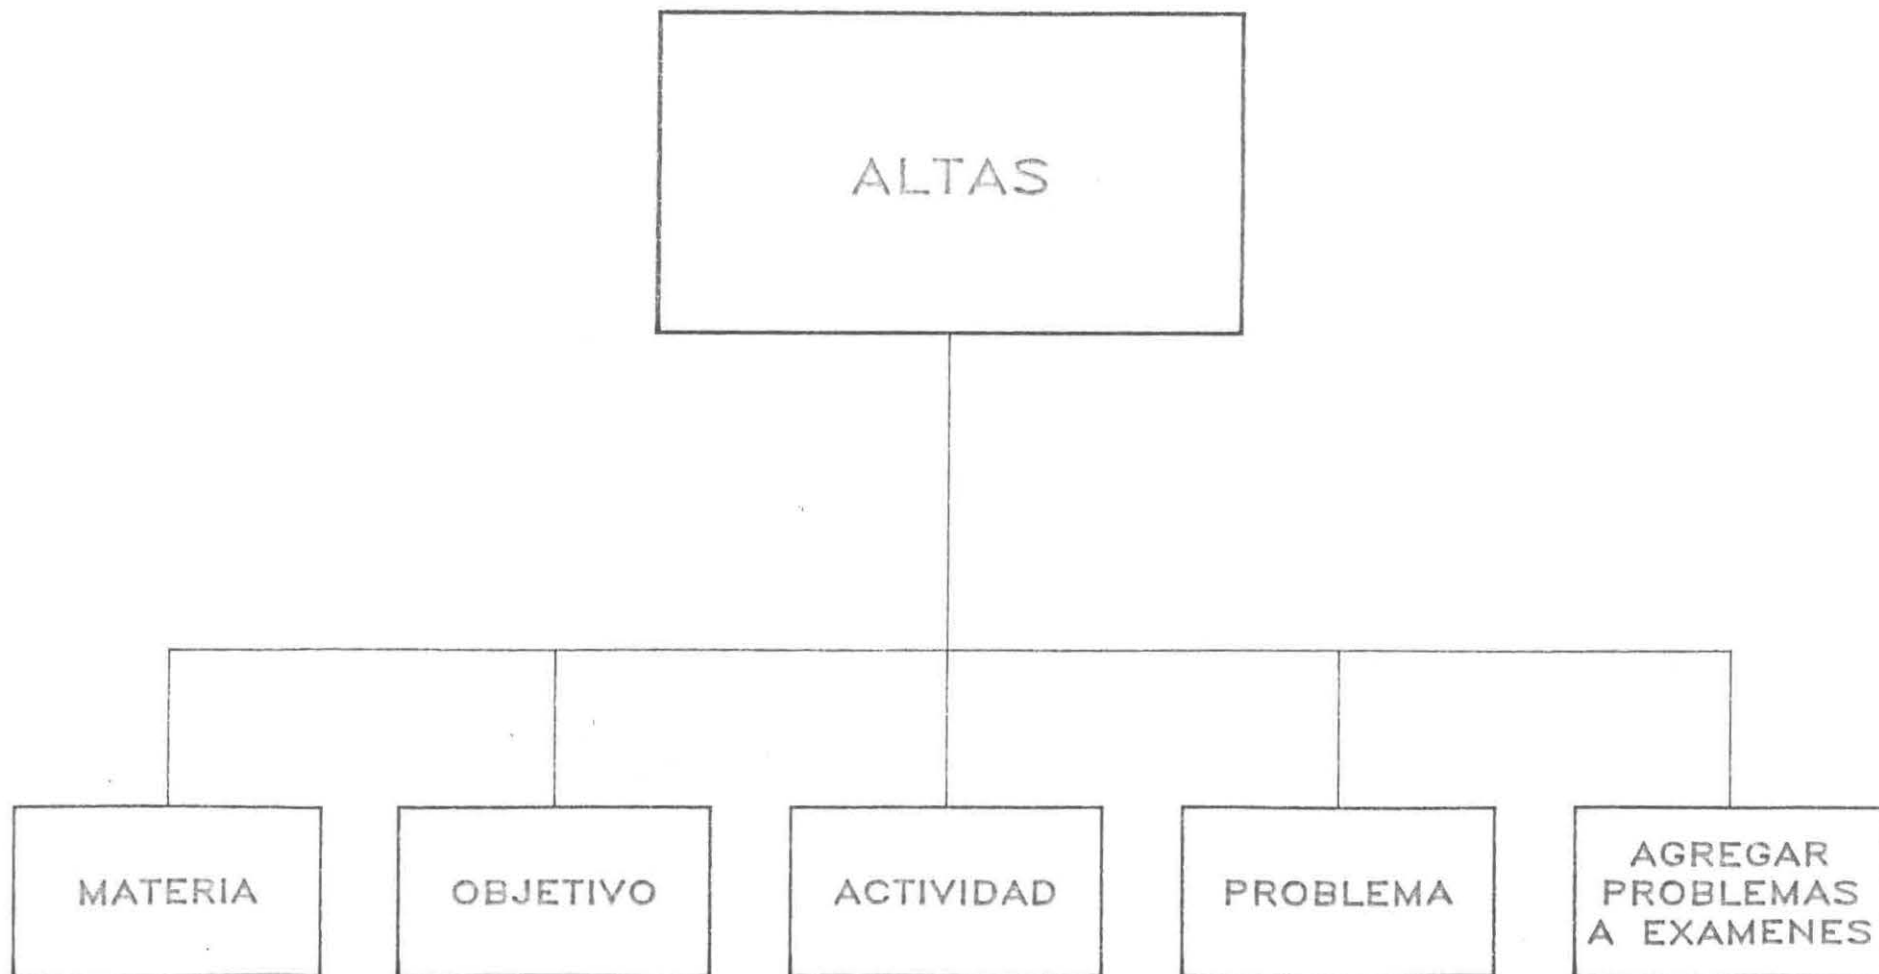 ALTAS
MATERIA
OBJETIVO
ACTIVIDAD
PROBLEMA
AGREGAR
PROBLEMAS
A EXAMENES